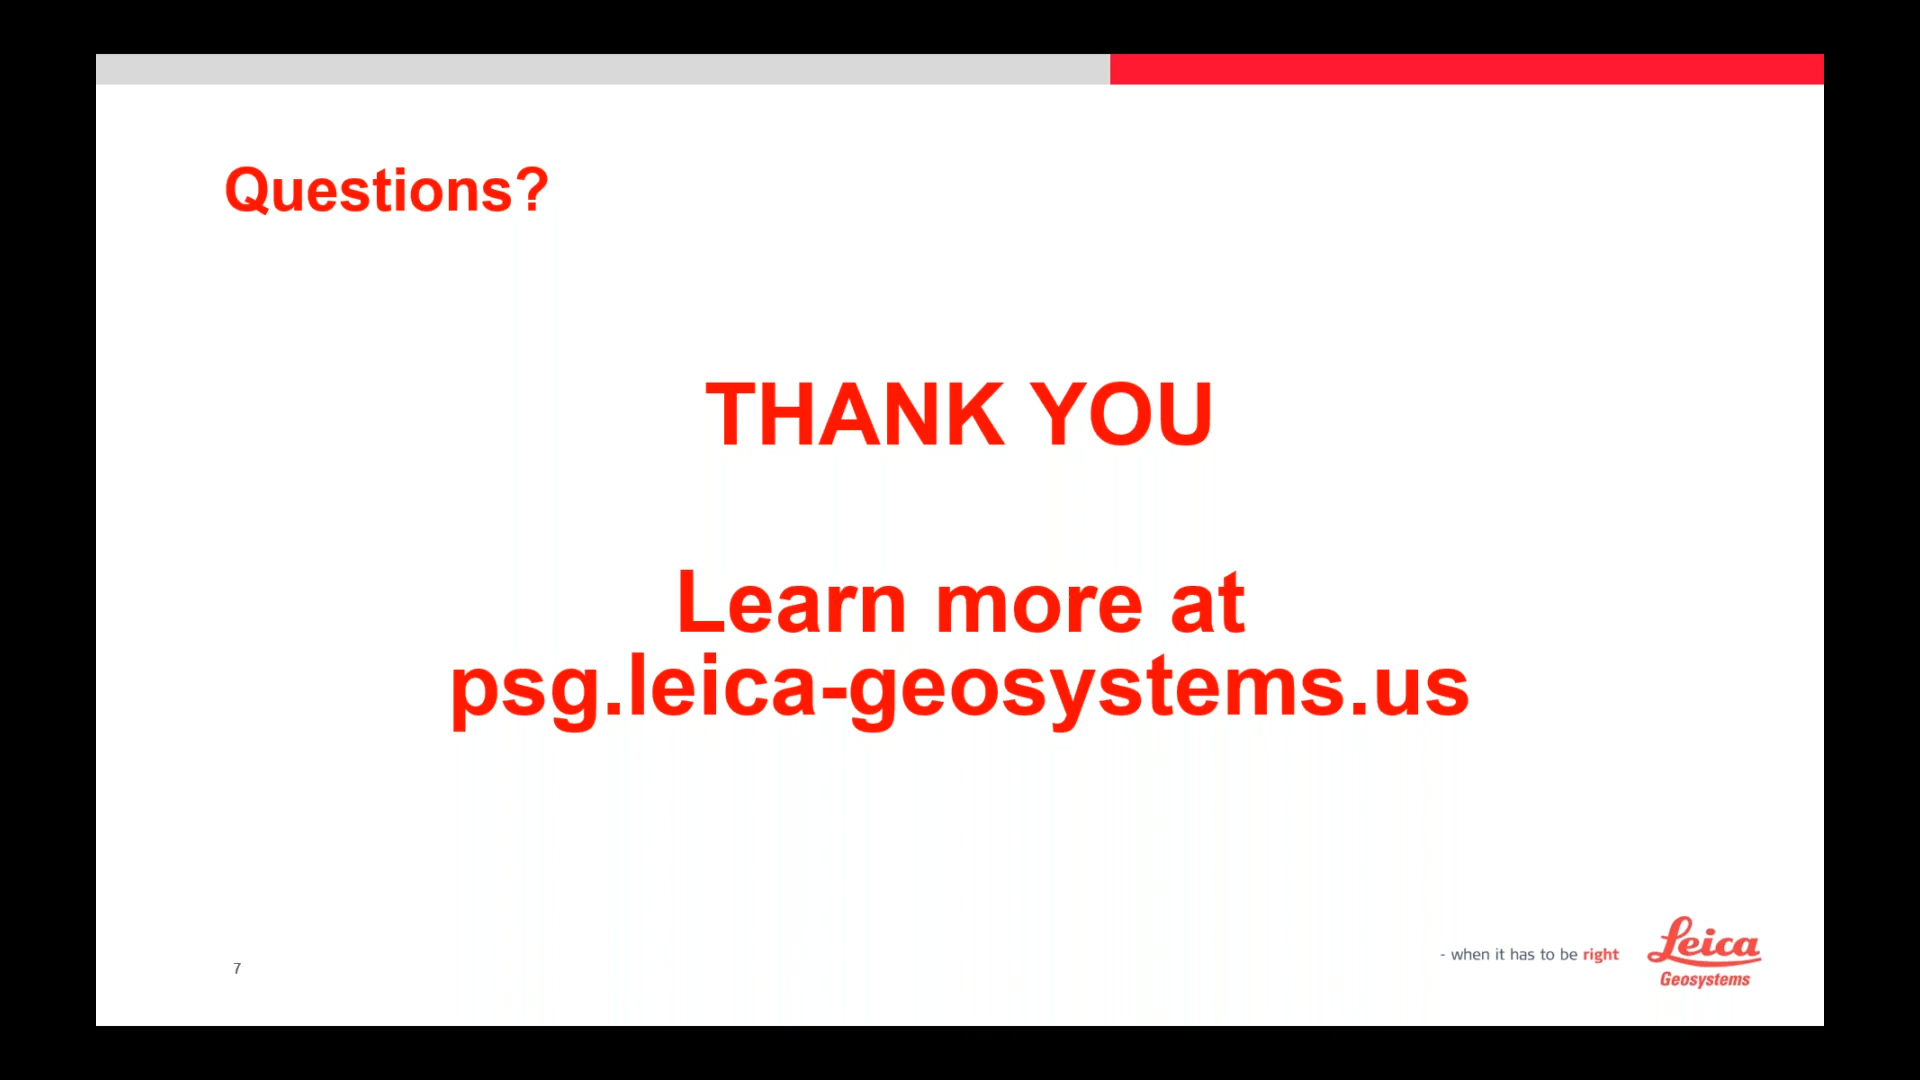 Questions?
THANK YOU
Learn more at
psg.leica-geosystems.us
7
- when it has to be right
Leica
Geosystems